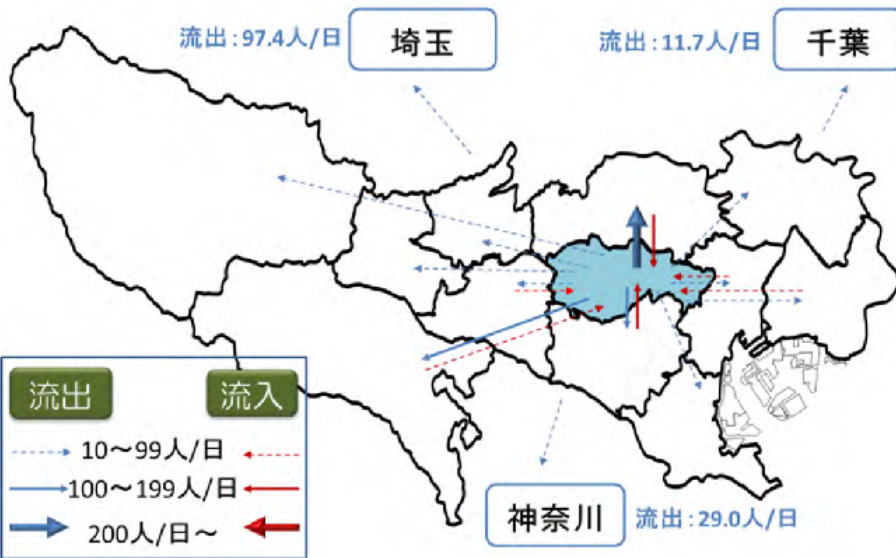 流出:97.4人/日
埼玉
流出:11.7人/日
千葉
流出
流入
10～99人/日
100～199人/日
200人/日～
神奈川
流出:29.0人/日